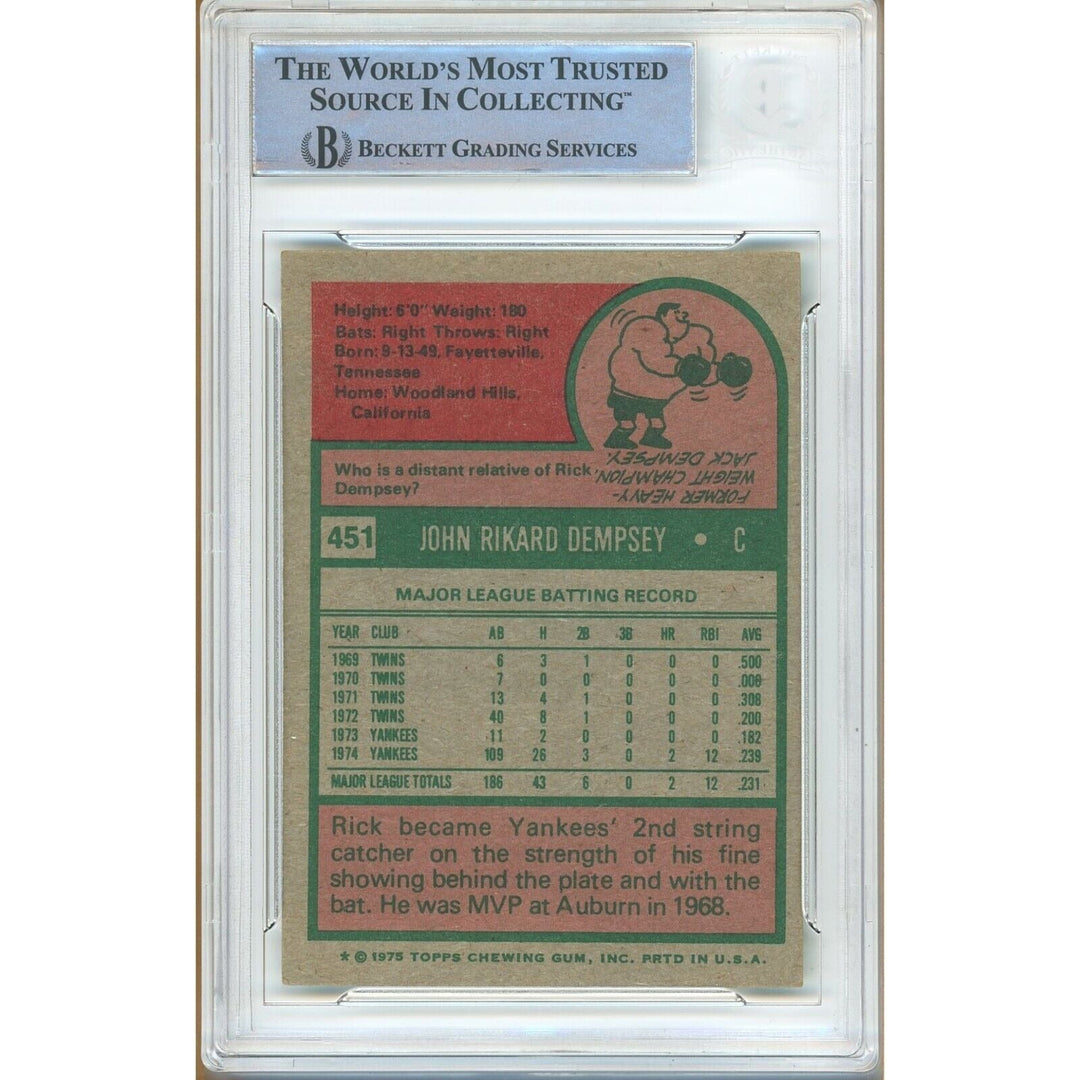 THE WORLD'S MOST TRUSTED
SOURCE IN COLLECTING™
B BECKETT GRADING SERVICES
Height: 6'0" Weight: 180
Bats: Right Throws: Right
Born: 9-13-49, Fayetteville,
Tennessee
Home: Woodland Hills,
California
Who is a distant relative of Rick
Dempsey?
FORMER HEAVY-
WEIGHT CHAMPION,
JACK DEMPSEY.
451 JOHN RIKARD DEMPSEY • C
MAJOR LEAGUE BATTING RECORD
YEAR CLUB AB H 2B 3B HR RBI AVG
1969 TWINS 6 3 1 0 0 0 .500
1970 TWINS 7 0 0 0 0 0 .000
1971 TWINS 13 4 1 0 0 0 .308
1972 TWINS 40 8 1 0 0 0 .200
1973 YANKEES 11 2 0 0 0 0 .182
1974 YANKEES 109 26 3 0 2 12 .239
MAJOR LEAGUE TOTALS 186 43 6 0 2 12 .231
Rick became Yankees' 2nd string
catcher on the strength of his fine
showing behind the plate and with the
bat. He was MVP at Auburn in 1968.
* © 1975 TOPPS CHEWING GUM, INC. PRTD IN U.S.A.